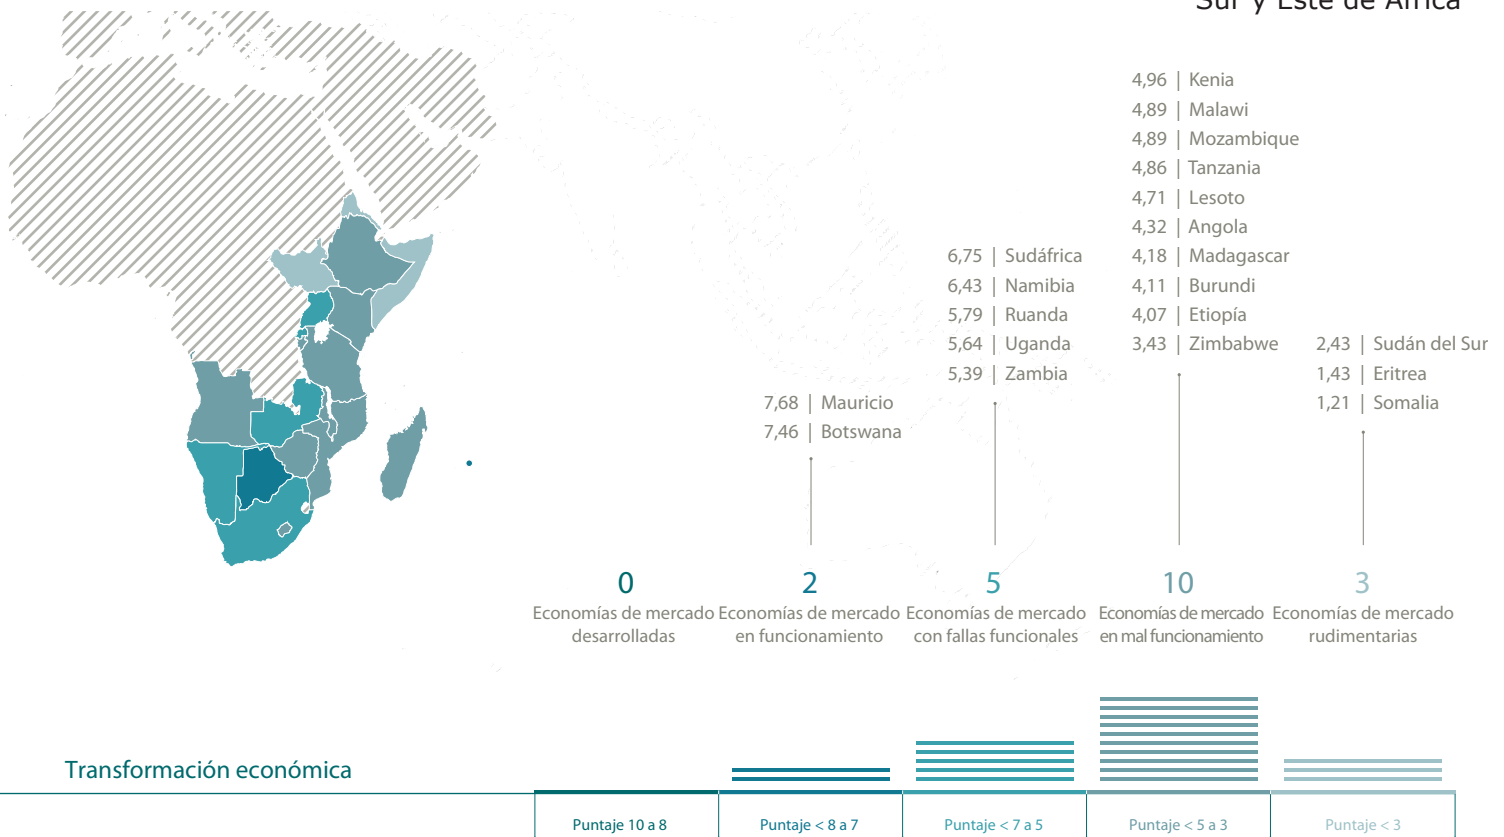 Sur y Este de África
4,96 | Kenia
4,89 | Malawi
4,89 | Mozambique
4,86 | Tanzania
4,71 | Lesoto
4,32 | Angola
4,18 | Madagascar
4,11 | Burundi
4,07 | Etiopía
3,43 | Zimbabwe
6,75 | Sudáfrica
6,43 | Namibia
5,79 | Ruanda
5,64 | Uganda
5,39 | Zambia
2,43 | Sudán del Sur
1,43 | Eritrea
1,21 | Somalia
7,68 | Mauricio
7,46 | Botswana
0
Economías de mercado
desarrolladas
2
Economías de mercado
en funcionamiento
5
Economías de mercado
con fallas funcionales
10
Economías de mercado
en mal funcionamiento
3
Economías de mercado
rudimentarias
Transformación económica
Puntaje 10 a 8
Puntaje < 8 a 7
Puntaje < 7 a 5
Puntaje < 5 a 3
Puntaje < 3